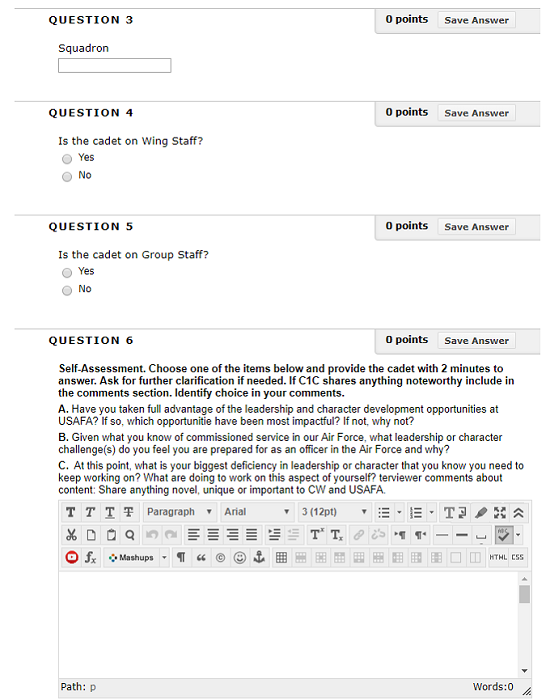 QUESTION 3
0 points Save Answer
Squadron
QUESTION 4
0 points Save Answer
Is the cadet on Wing Staff?
Yes
No
QUESTION 5
0 points Save Answer
Is the cadet on Group Staff?
Yes
No
QUESTION 6
0 points Save Answer
Self-Assessment. Choose one of the items below and provide the cadet with 2 minutes to
answer. Ask for further clarification if needed. If C1C shares anything noteworthy include in
the comments section. Identify choice in your comments.
A. Have you taken full advantage of the leadership and character development opportunities at
USAFA? If so, which opportunitie have been most impactful? If not, why not?
B. Given what you know of commissioned service in our Air Force, what leadership or character
challenge(s) do you feel you are prepared for as an officer in the Air Force and why?
C. At this point, what is your biggest deficiency in leadership or character that you know you need to
keep working on? What are doing to work on this aspect of yourself? terviewer comments about
content: Share anything novel, unique or important to CW and USAFA.
T T T T Paragraph Arial 3 (12pt)
Mashups HTML CSS
Path: p Words:0